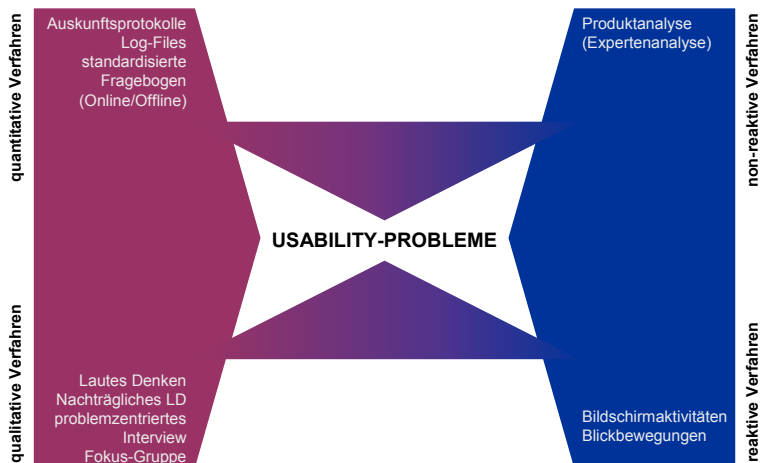 quantitative Verfahren
Auskunftsprotokolle
Log-Files
standardisierte
Fragebogen
(Online/Offline)
Produktanalyse
(Expertenanalyse)
non-reaktive Verfahren
USABILITY-PROBLEME
qualitative Verfahren
Lautes Denken
Nachträgliches LD
problemzentriertes
Interview
Fokus-Gruppe
Bildschirmaktivitäten
Blickbewegungen
reaktive Verfahren